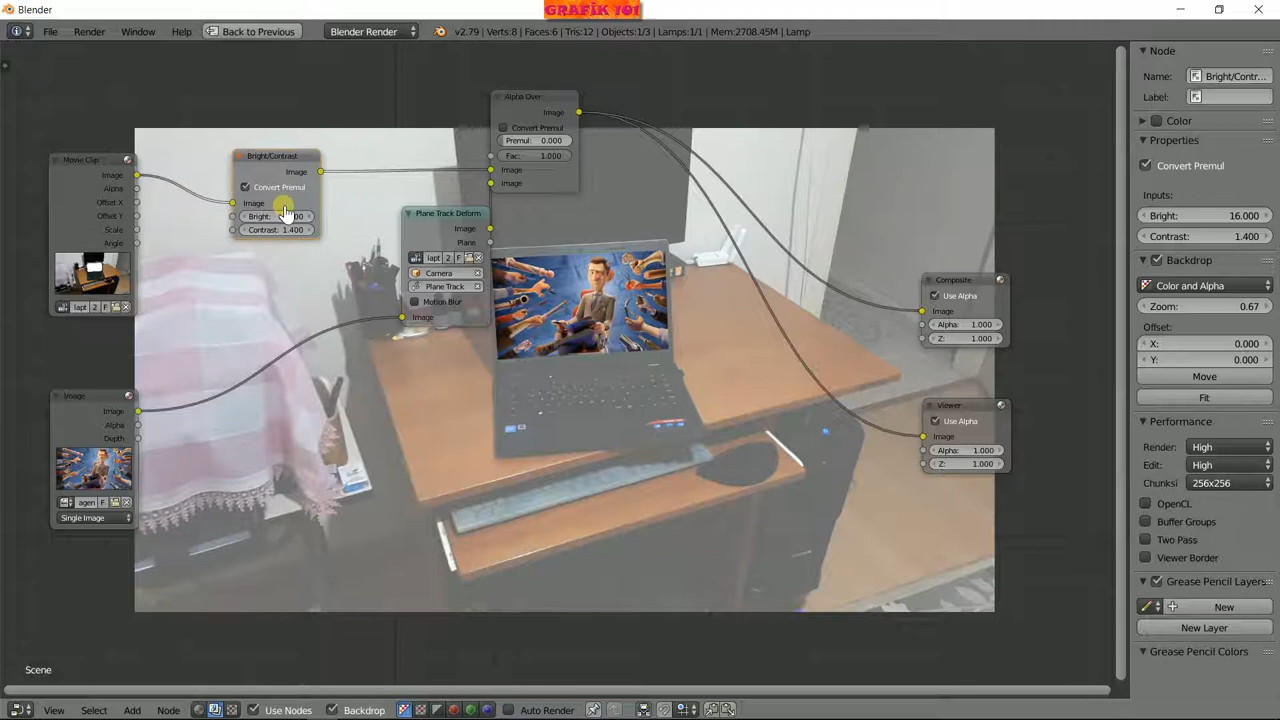 Blender
GRAFİK 101
File Render Window Help Back to Previous Blender Render v2.79 | Verts:8 | Faces:6 | Tris:12 | Objects:1/3 | Lamps:1/1 | Mem:2708.45M | Lamp
Movie Clip
Image
Alpha
Offset X
Offset Y
Scale
Angle
lapt 2 F
Bright/Contrast
Image
Convert Premul
Image
Bright:
Contrast: 1.400
Alpha Over
Image
Convert Premul
Premul: 0.000
Fac: 1.000
Image
Image
Plane Track Deform
Image
Plane
lapt 2 F
Camera
Plane Track
Motion Blur
Image
Image
Image
Alpha
Depth
agen F
Single Image
Composite
Use Alpha
Image
Alpha: 1.000
Z: 1.000
Viewer
Use Alpha
Image
Alpha: 1.000
Z: 1.000
Scene
Node
Name: Bright/Contr...
Label:
Color
Properties
Convert Premul
Inputs:
Bright: 16.000
Contrast: 1.400
Backdrop
Color and Alpha
Zoom: 0.67
Offset:
X: 0.000
Y: 0.000
Move
Fit
Performance
Render: High
Edit: High
Chunksi 256x256
OpenCL
Buffer Groups
Two Pass
Viewer Border
Grease Pencil Layers
New
New Layer
Grease Pencil Colors
View Select Add Node Use Nodes Backdrop Auto Render